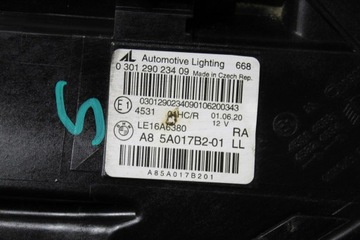 AL Automotive Lighting 668
0 301 290 234 09 Made in Czech Rep.
0301290234090106200343
E1 4531 HC/R 01.06.20
12 V
LE16A6380 RA
A8 5A017B2-01 LL
A85A017B201
S